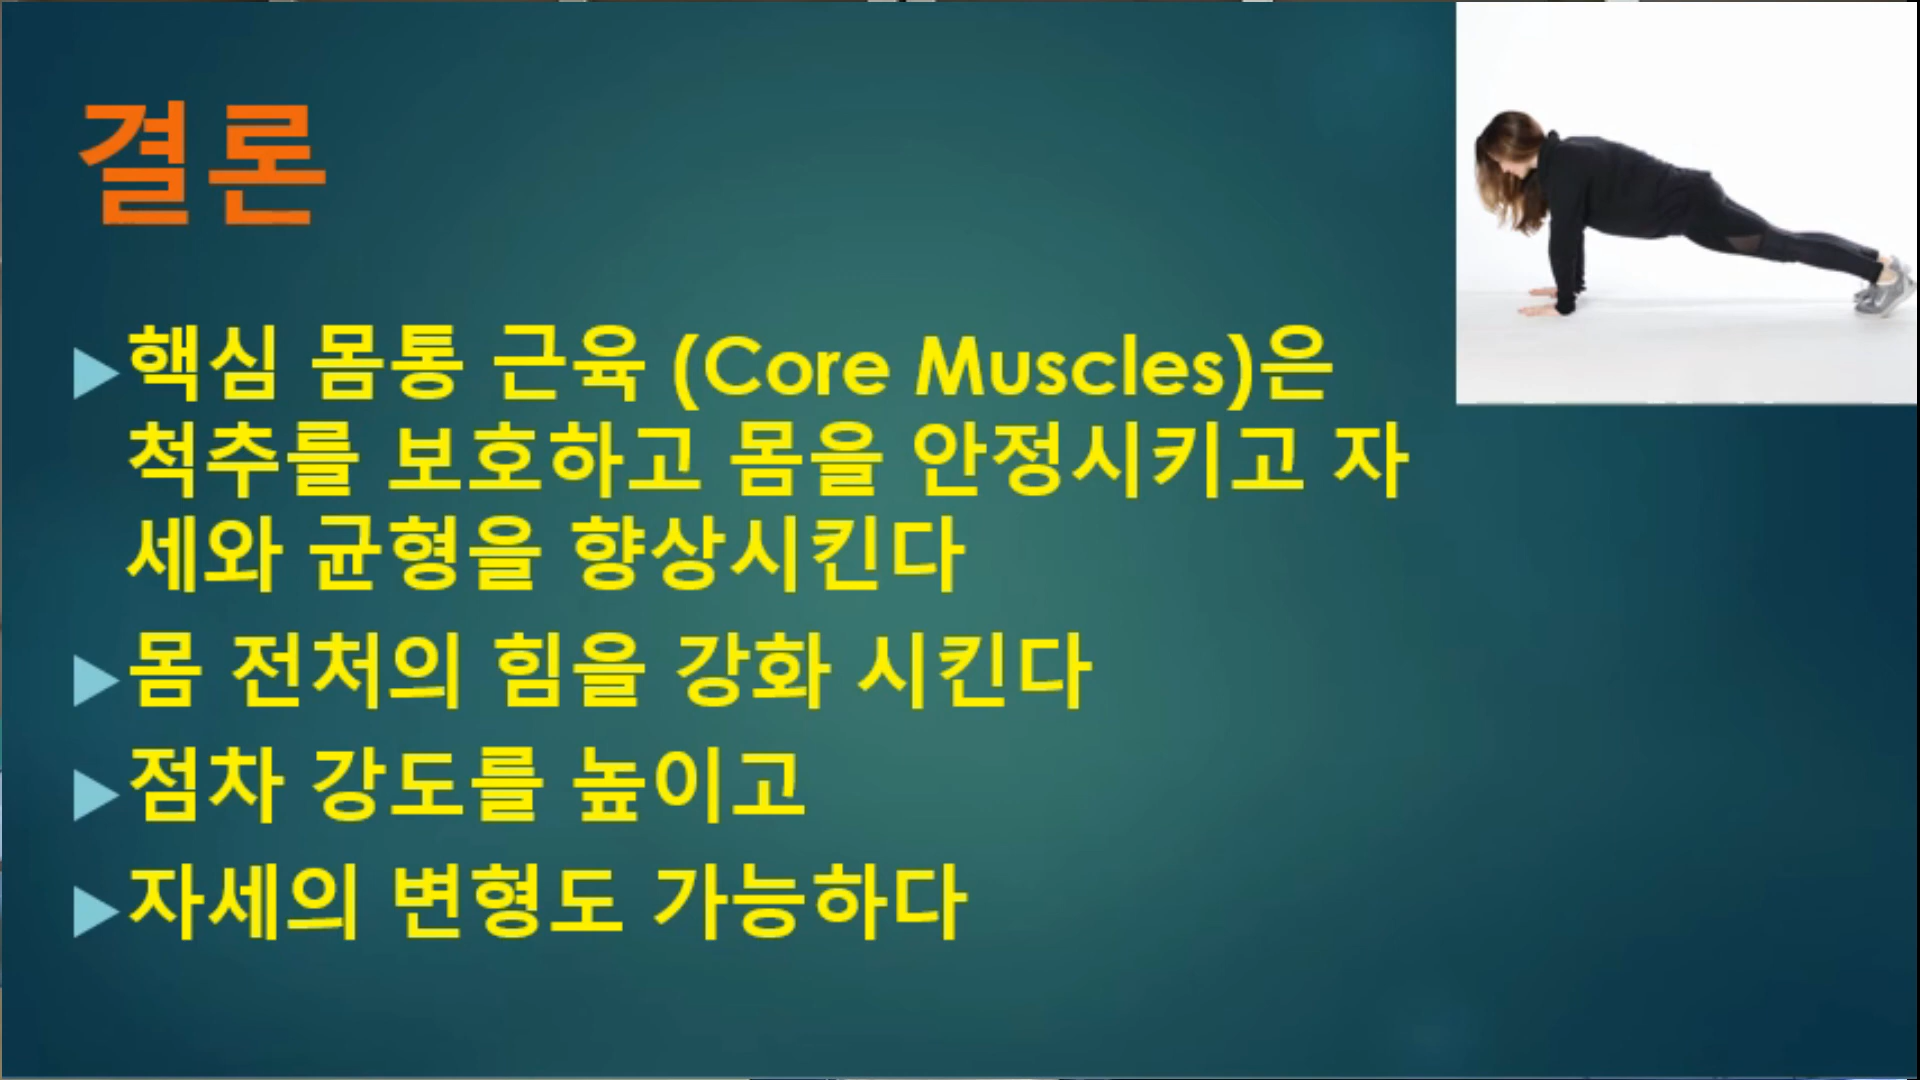 결론
핵심 몸통 근육 (Core Muscles)은
척추를 보호하고 몸을 안정시키고 자
세와 균형을 향상시킨다
몸 전처의 힘을 강화 시킨다
점차 강도를 높이고
자세의 변형도 가능하다